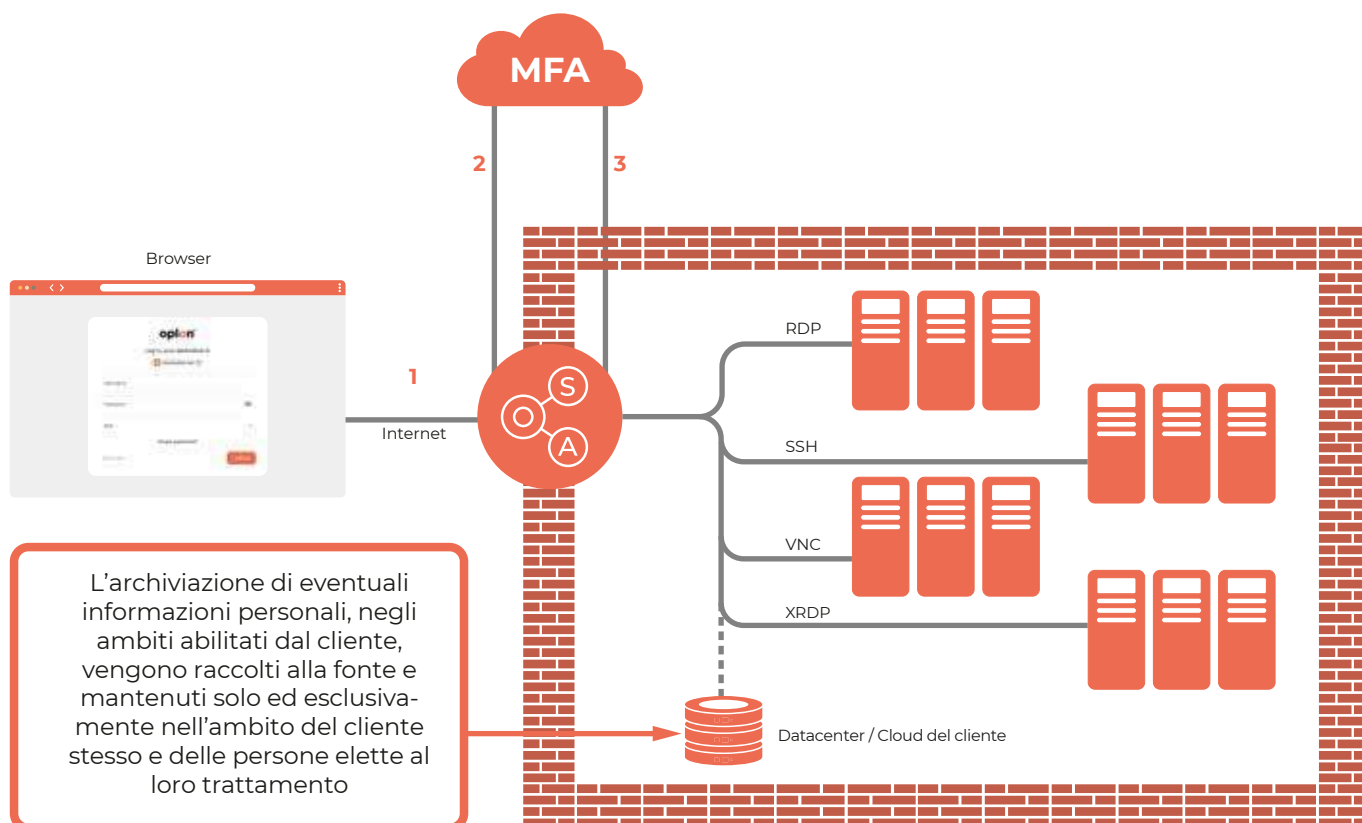 MFA
2
3
Browser
oplon
1
Internet
S
O
A
RDP
SSH
VNC
XRDP
L’archiviazione di eventuali
informazioni personali, negli
ambiti abilitati dal cliente,
vengono raccolti alla fonte e
mantenuti solo ed esclusiva-
mente nell’ambito del cliente
stesso e delle persone elette al
loro trattamento
Datacenter / Cloud del cliente